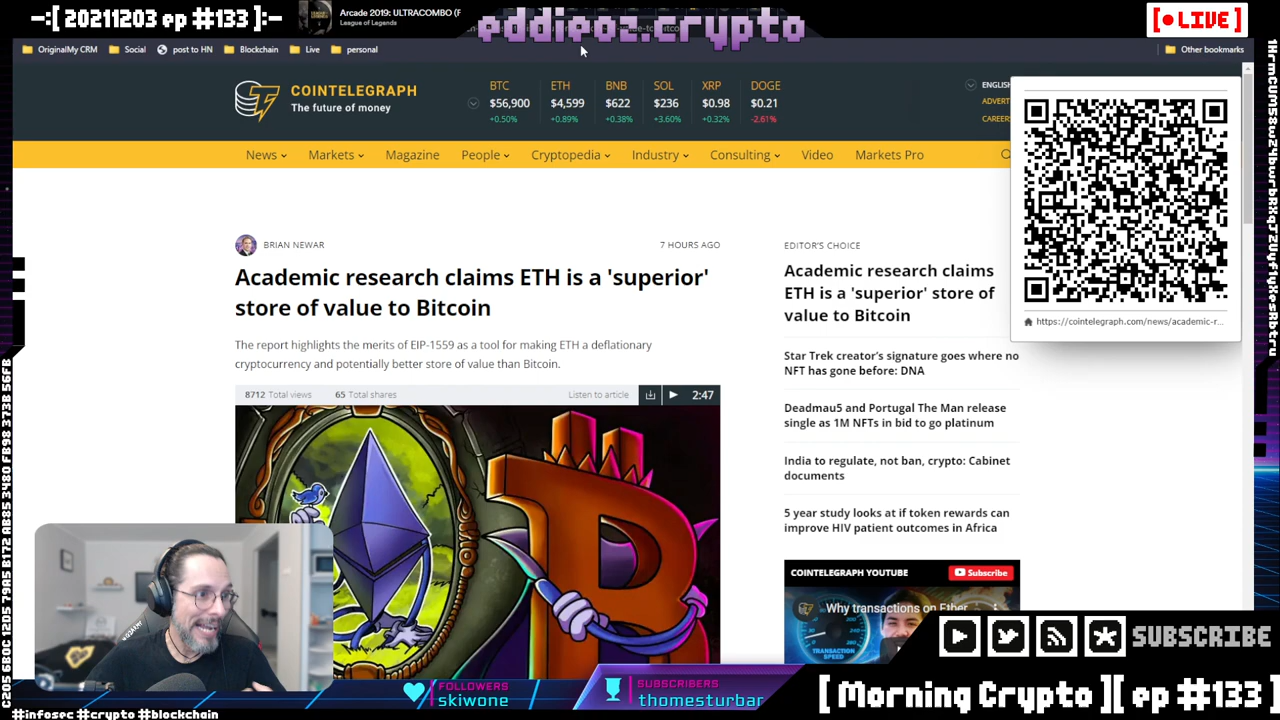 -:[ 20211203 ep #133 ]:-
Arcade 2019: ULTRACOMBO (F
League of Legends
eddieoz.crypto
[ ● LIVE ]
OriginalMy CRM
Social
post to HN
Blockchain
Live
personal
Other bookmarks
COINTELEGRAPH
The future of money
BTC
$56,900
+0.50%
ETH
$4,599
+0.89%
BNB
$622
+0.38%
SOL
$236
+3.60%
XRP
$0.98
+0.32%
DOGE
$0.21
-2.61%
ENGLISH
ADVERT
CAREER
News
Markets
Magazine
People
Cryptopedia
Industry
Consulting
Video
Markets Pro
https://cointelegraph.com/news/academic-r...
BRIAN NEWAR
7 HOURS AGO
Academic research claims ETH is a 'superior'
store of value to Bitcoin
The report highlights the merits of EIP-1559 as a tool for making ETH a deflationary
cryptocurrency and potentially better store of value than Bitcoin.
8712 Total views
65 Total shares
Listen to article
2:47
EDITOR'S CHOICE
Academic research claims
ETH is a 'superior' store of
value to Bitcoin
Star Trek creator's signature goes where no
NFT has gone before: DNA
Deadmau5 and Portugal The Man release
single as 1M NFTs in bid to go platinum
India to regulate, not ban, crypto: Cabinet
documents
5 year study looks at if token rewards can
improve HIV patient outcomes in Africa
COINTELEGRAPH YOUTUBE
Subscribe
Why transactions on Ether
TRANSACTION
SPEED
SUBSCRIBE
FOLLOWERS
skiwone
SUBSCRIBERS
thomesturbar
[ Morning Crypto ][ ep #133 ]
#infosec #crypto #blockchain